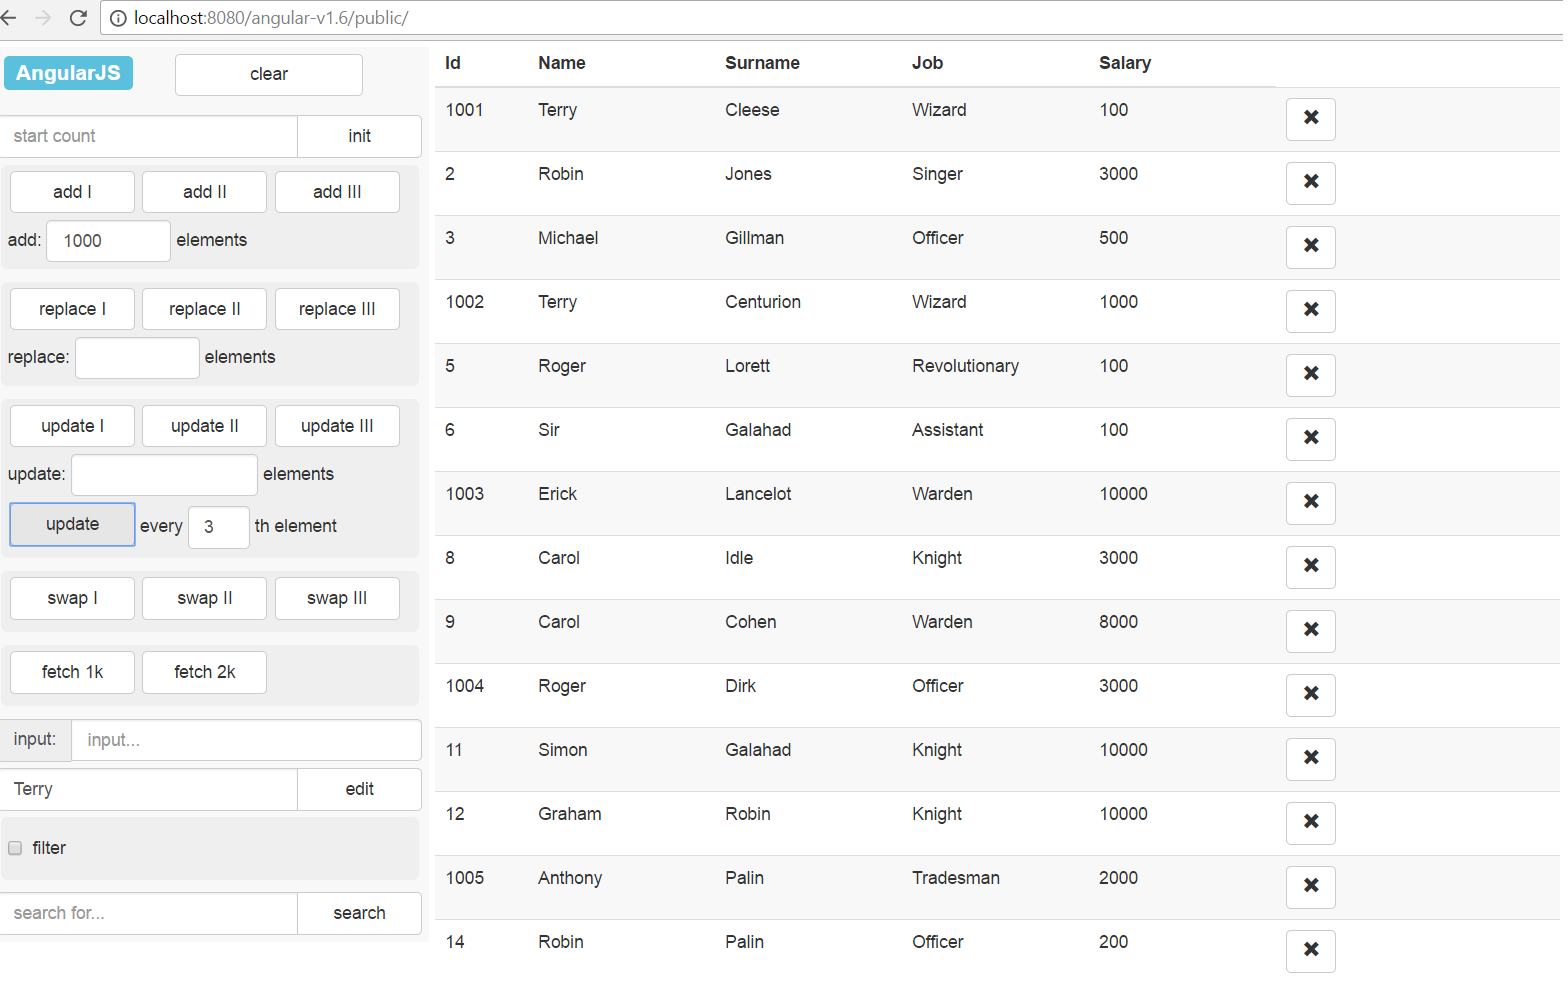 localhost:8080/angular-v1.6/public/
AngularJS clear
start count init
add I add II add III
add: 1000 elements
replace I replace II replace III
replace: elements
update I update II update III
update: elements
update every 3 th element
swap I swap II swap III
fetch 1k fetch 2k
input: input...
Terry edit
filter
search for... search
Id Name Surname Job Salary
1001 Terry Cleese Wizard 100
2 Robin Jones Singer 3000
3 Michael Gillman Officer 500
1002 Terry Centurion Wizard 1000
5 Roger Lorett Revolutionary 100
6 Sir Galahad Assistant 100
1003 Erick Lancelot Warden 10000
8 Carol Idle Knight 3000
9 Carol Cohen Warden 8000
1004 Roger Dirk Officer 3000
11 Simon Galahad Knight 10000
12 Graham Robin Knight 10000
1005 Anthony Palin Tradesman 2000
14 Robin Palin Officer 200